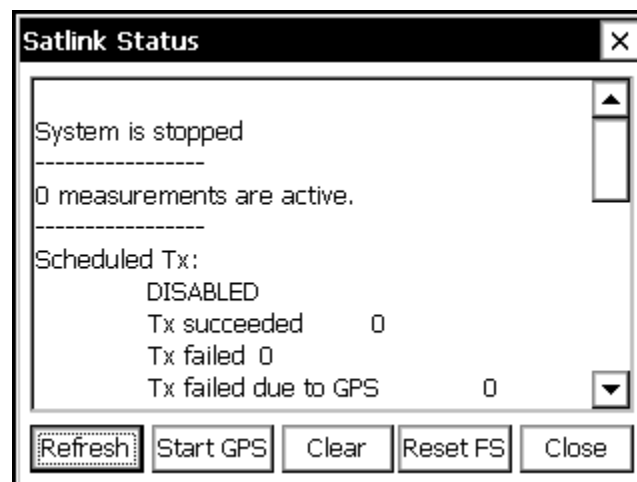 Satlink Status
System is stopped
-----------------
0 measurements are active.
-----------------
Scheduled Tx:
DISABLED
Tx succeeded 0
Tx failed 0
Tx failed due to GPS 0
Refresh Start GPS Clear Reset FS Close